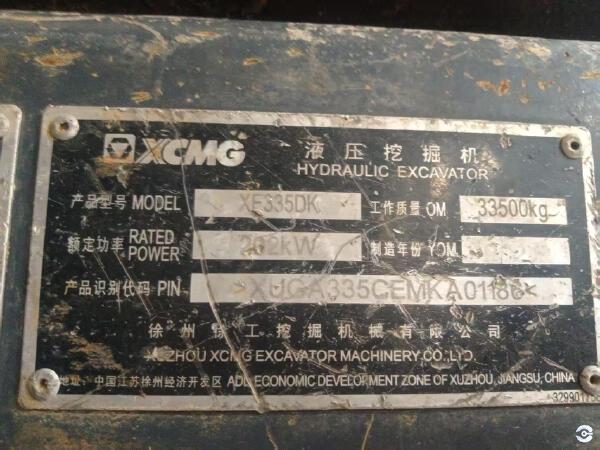 XCMG 液压挖掘机
HYDRAULIC EXCAVATOR
产品型号 MODEL XE335DK 工作质量 OM 33500kg
额定功率 RATED POWER 202kW 制造年份 YOM
产品识别代码 PIN
徐州徐工挖掘机械有限公司
XUZHOU XCMG EXCAVATOR MACHINERY CO., LTD.
地址: 中国江苏徐州经济开发区 ADD: ECONOMIC DEVELOPMENT ZONE OF XUZHOU, JIANGSU, CHINA